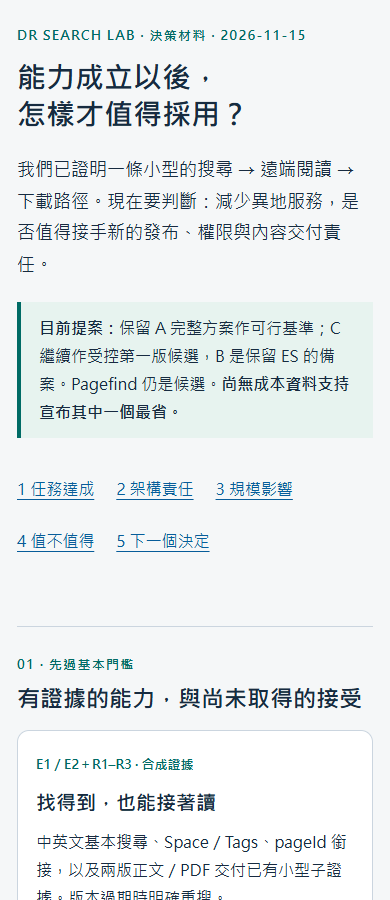 DR SEARCH LAB · 決策材料 · 2026-11-15
能力成立以後，
怎樣才值得採用？
我們已證明一條小型的搜尋 → 遠端閱讀 →
下載路徑。現在要判斷：減少異地服務，是
否值得接手新的發布、權限與內容交付責
任。
目前提案：保留 A 完整方案作可行基準；C
繼續作受控第一版候選，B 是保留 ES 的備
案。Pagefind 仍是候選。尚無成本資料支持
宣布其中一個最省。
1 任務達成 2 架構責任 3 規模影響
4 值不值得 5 下一個決定
01 · 先過基本門檻
有證據的能力，與尚未取得的接受
E1 / E2 + R1–R3 · 合成證據
找得到，也能接著讀
中英文基本搜尋、Space / Tags、pageId 銜
接，以及兩版正文 / PDF 交付已有小型子證
據。版本過期時明確重搜。